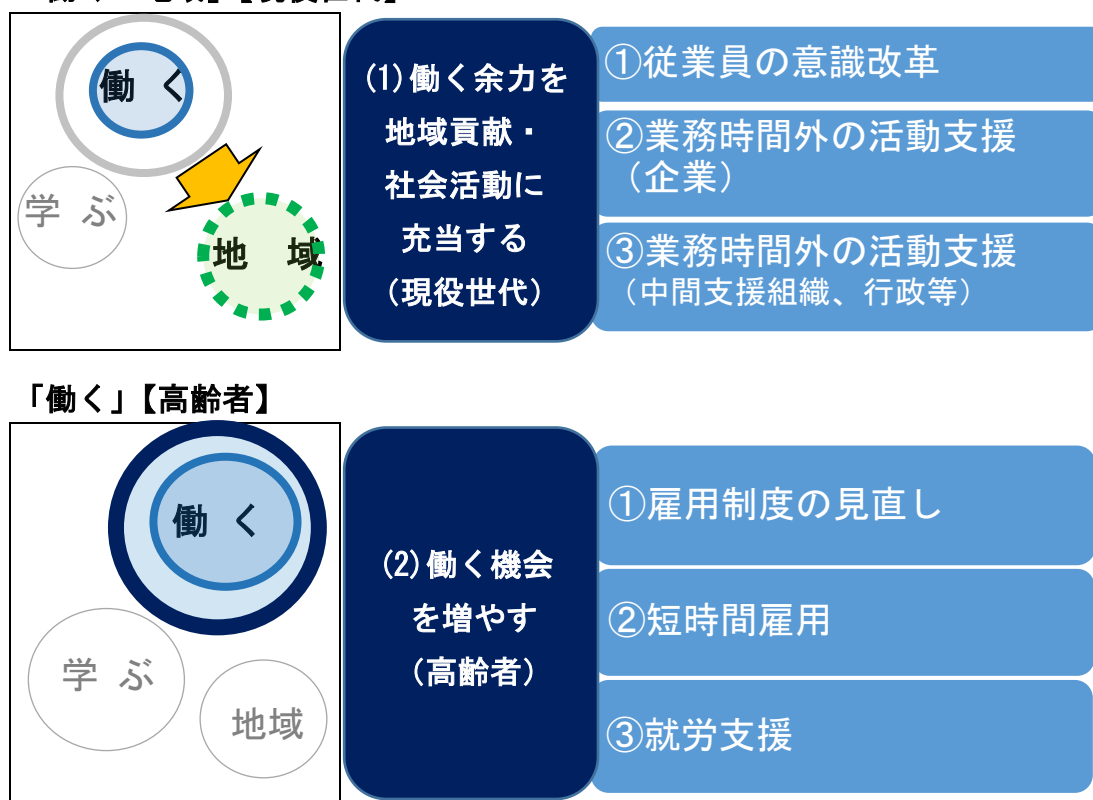 働 く
学 ぶ
地 域
(1)働く余力を
地域貢献・
社会活動に
充当する
(現役世代)
①従業員の意識改革
②業務時間外の活動支援
(企業)
③業務時間外の活動支援
(中間支援組織、行政等)
「働く」【高齢者】
働 く
学 ぶ
地域
(2)働く機会
を増やす
(高齢者)
①雇用制度の見直し
②短時間雇用
③就労支援